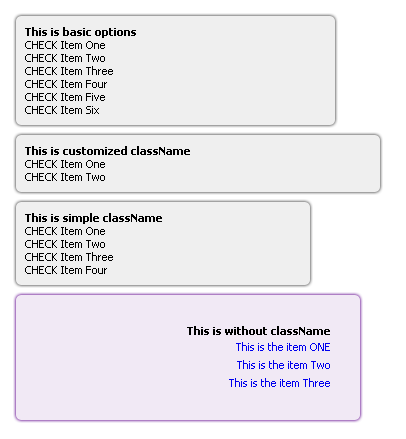 This is basic options
CHECK Item One
CHECK Item Two
CHECK Item Three
CHECK Item Four
CHECK Item Five
CHECK Item Six
This is customized className
CHECK Item One
CHECK Item Two
This is simple className
CHECK Item One
CHECK Item Two
CHECK Item Three
CHECK Item Four
This is without className
This is the item ONE
This is the item Two
This is the item Three